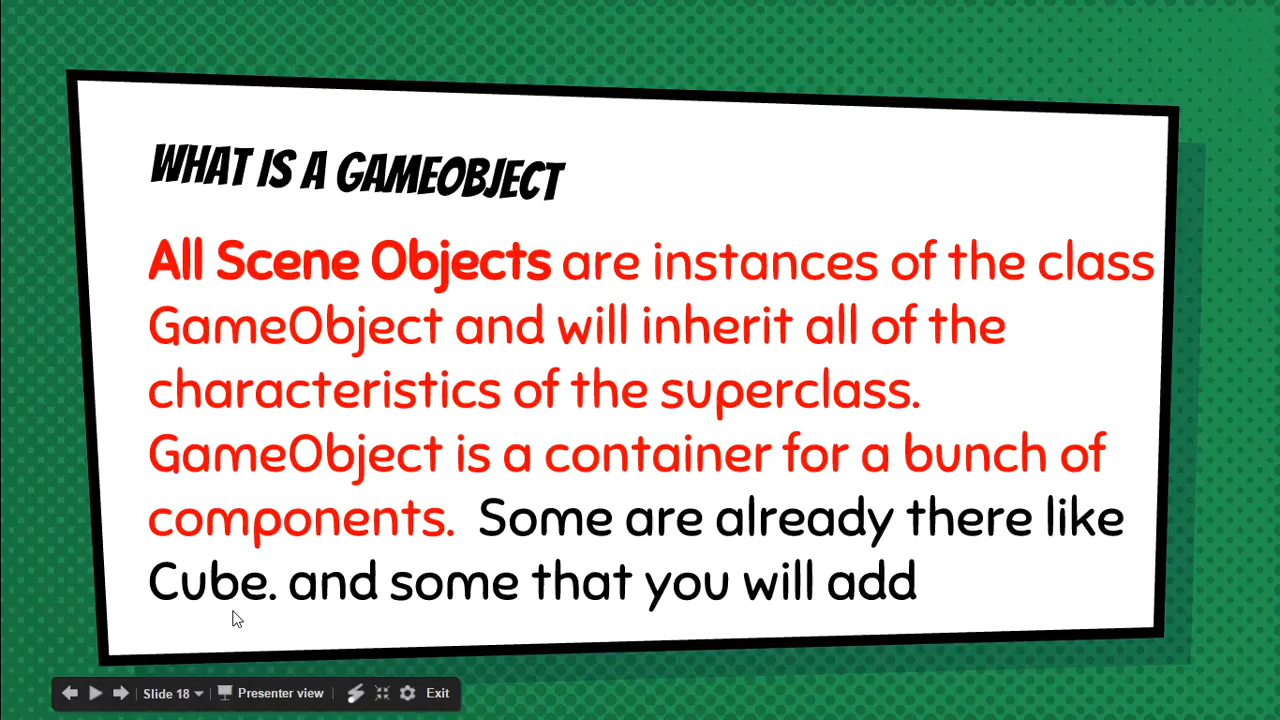 WHAT IS A GAMEOBJECT
All Scene Objects are instances of the class
GameObject and will inherit all of the
characteristics of the superclass.
GameObject is a container for a bunch of
components. Some are already there like
Cube. and some that you will add
Slide 18 Presenter view Exit